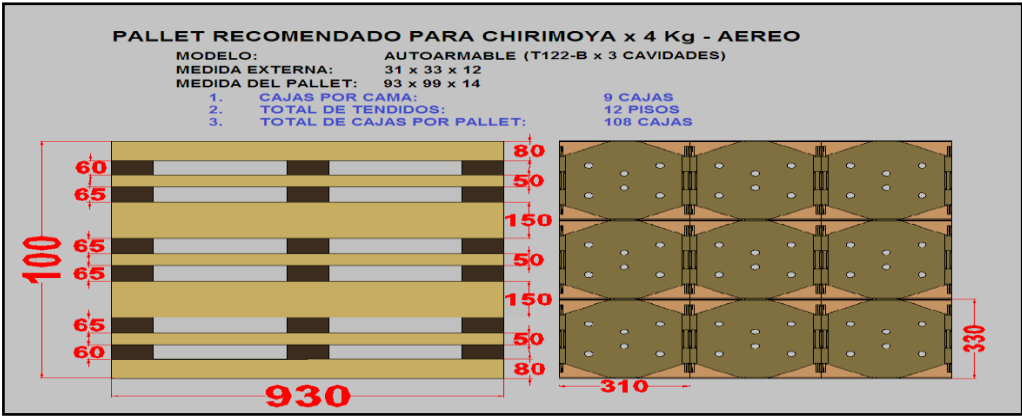 PALLET RECOMENDADO PARA CHIRIMOYA x 4 Kg - AEREO
MODELO: AUTOARMABLE (T122-B x 3 CAVIDADES)
MEDIDA EXTERNA: 31 x 33 x 12
MEDIDA DEL PALLET: 93 x 99 x 14
1. CAJAS POR CAMA: 9 CAJAS
2. TOTAL DE TENDIDOS: 12 PISOS
3. TOTAL DE CAJAS POR PALLET: 108 CAJAS
80
60
50
65
150
65
50
65
150
65
50
60
80
100
930
310
330